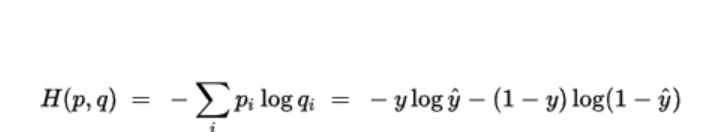 H(p, q) = − ∑_i p_i log q_i = − y log ŷ − (1 − y) log(1 − ŷ)